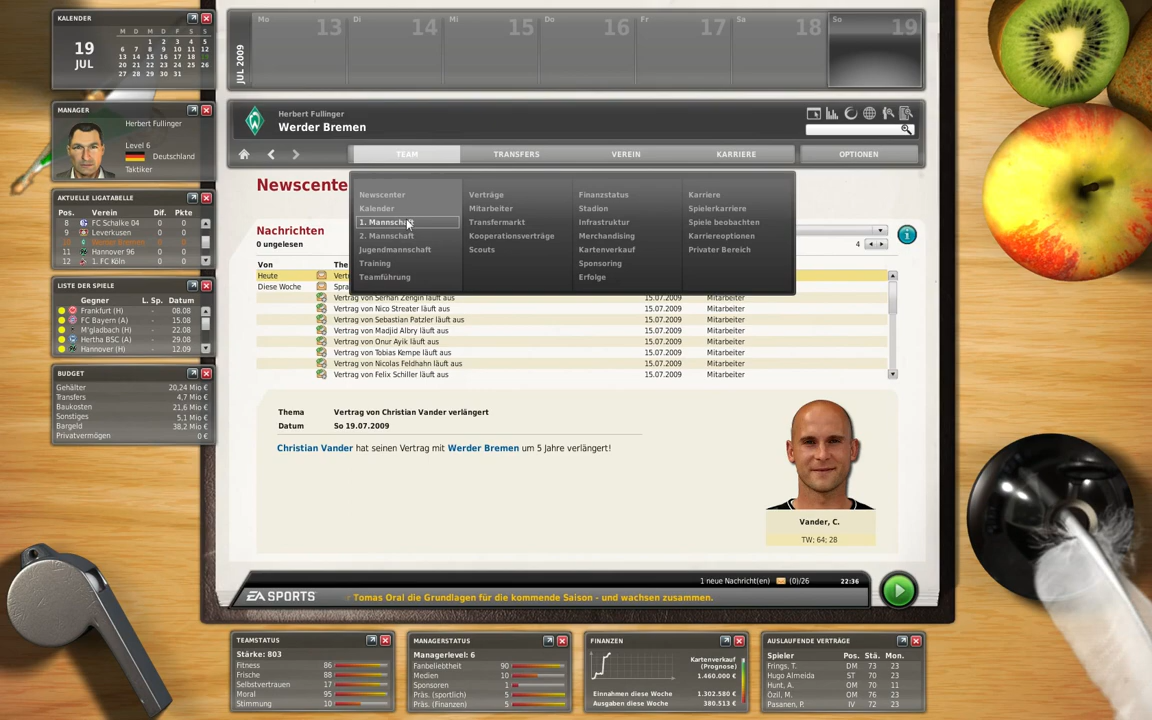 KALENDER
19
JUL
M D M D F S S
1 2 3 4 5
6 7 8 9 10 11 12
13 14 15 16 17 18 19
20 21 22 23 24 25 26
27 28 29 30 31
JUL 2009
Mo 13
Di 14
Mi 15
Do 16
Fr 17
Sa 18
So 19
MANAGER
Herbert Fullinger
Level 6
Deutschland
Taktiker
Herbert Fullinger
Werder Bremen
TEAM
TRANSFERS
VEREIN
KARRIERE
OPTIONEN
Newscenter
Kalender
1. Mannschaft
2. Mannschaft
Jugendmannschaft
Training
Teamführung
Verträge
Mitarbeiter
Transfermarkt
Kooperationsverträge
Scouts
Finanzstatus
Stadion
Infrastruktur
Merchandising
Kartenverkauf
Sponsoring
Erfolge
Karriere
Spielerkarriere
Spiele beobachten
Karriereoptionen
Privater Bereich
AKTUELLE LIGATABELLE
Pos. Verein Dif. Pkte
8 FC Schalke 04 0 0
9 Leverkusen 0 0
10 Werder Bremen 0 0
11 Hannover 96 0 0
12 1. FC Köln 0 0
LISTE DER SPIELE
Gegner L. Sp. Datum
Frankfurt (H) - 08.08
FC Bayern (A) - 15.08
M'gladbach (H) - 22.08
Hertha BSC (A) - 29.08
Hannover (H) - 12.09
BUDGET
Gehälter 20,24 Mio €
Transfers 4,7 Mio €
Baukosten 21,6 Mio €
Sonstiges 5,1 Mio €
Bargeld 38,2 Mio €
Privatvermögen 0 €
Newscente
Nachrichten
0 ungelesen
4
Von The
Heute Vertr
Diese Woche Spra
Vertrag von Serhan Zengin läuft aus 15.07.2009 Mitarbeiter
Vertrag von Nico Streater läuft aus 15.07.2009 Mitarbeiter
Vertrag von Sebastian Patzler läuft aus 15.07.2009 Mitarbeiter
Vertrag von Madjid Albry läuft aus 15.07.2009 Mitarbeiter
Vertrag von Onur Ayik läuft aus 15.07.2009 Mitarbeiter
Vertrag von Tobias Kempe läuft aus 15.07.2009 Mitarbeiter
Vertrag von Nicolas Feldhahn läuft aus 15.07.2009 Mitarbeiter
Vertrag von Felix Schiller läuft aus 15.07.2009 Mitarbeiter
Thema Vertrag von Christian Vander verlängert
Datum So 19.07.2009
Christian Vander hat seinen Vertrag mit Werder Bremen um 5 Jahre verlängert!
Vander, C.
TW; 64; 28
1 neue Nachricht(en) (0)/26 22:36
EA SPORTS
Tomas Oral die Grundlagen für die kommende Saison - und wachsen zusammen.
TEAMSTATUS
Stärke: 803
Fitness 86
Frische 88
Selbstvertrauen 17
Moral 95
Stimmung 10
MANAGERSTATUS
Managerlevel: 6
Fanbeliebtheit 90
Medien 10
Sponsoren 1
Präs. (sportlich) 5
Präs. (Finanzen) 5
FINANZEN
Kartenverkauf
(Prognose)
1.460.000 €
Einnahmen diese Woche 1.302.580 €
Ausgaben diese Woche 380.513 €
AUSLAUFENDE VERTRÄGE
Spieler Pos. Stä. Mon.
Frings, T. DM 73 23
Hugo Almeida ST 70 23
Hunt, A. OM 70 11
Özil, M. OM 76 23
Pasanen, P. IV 72 23